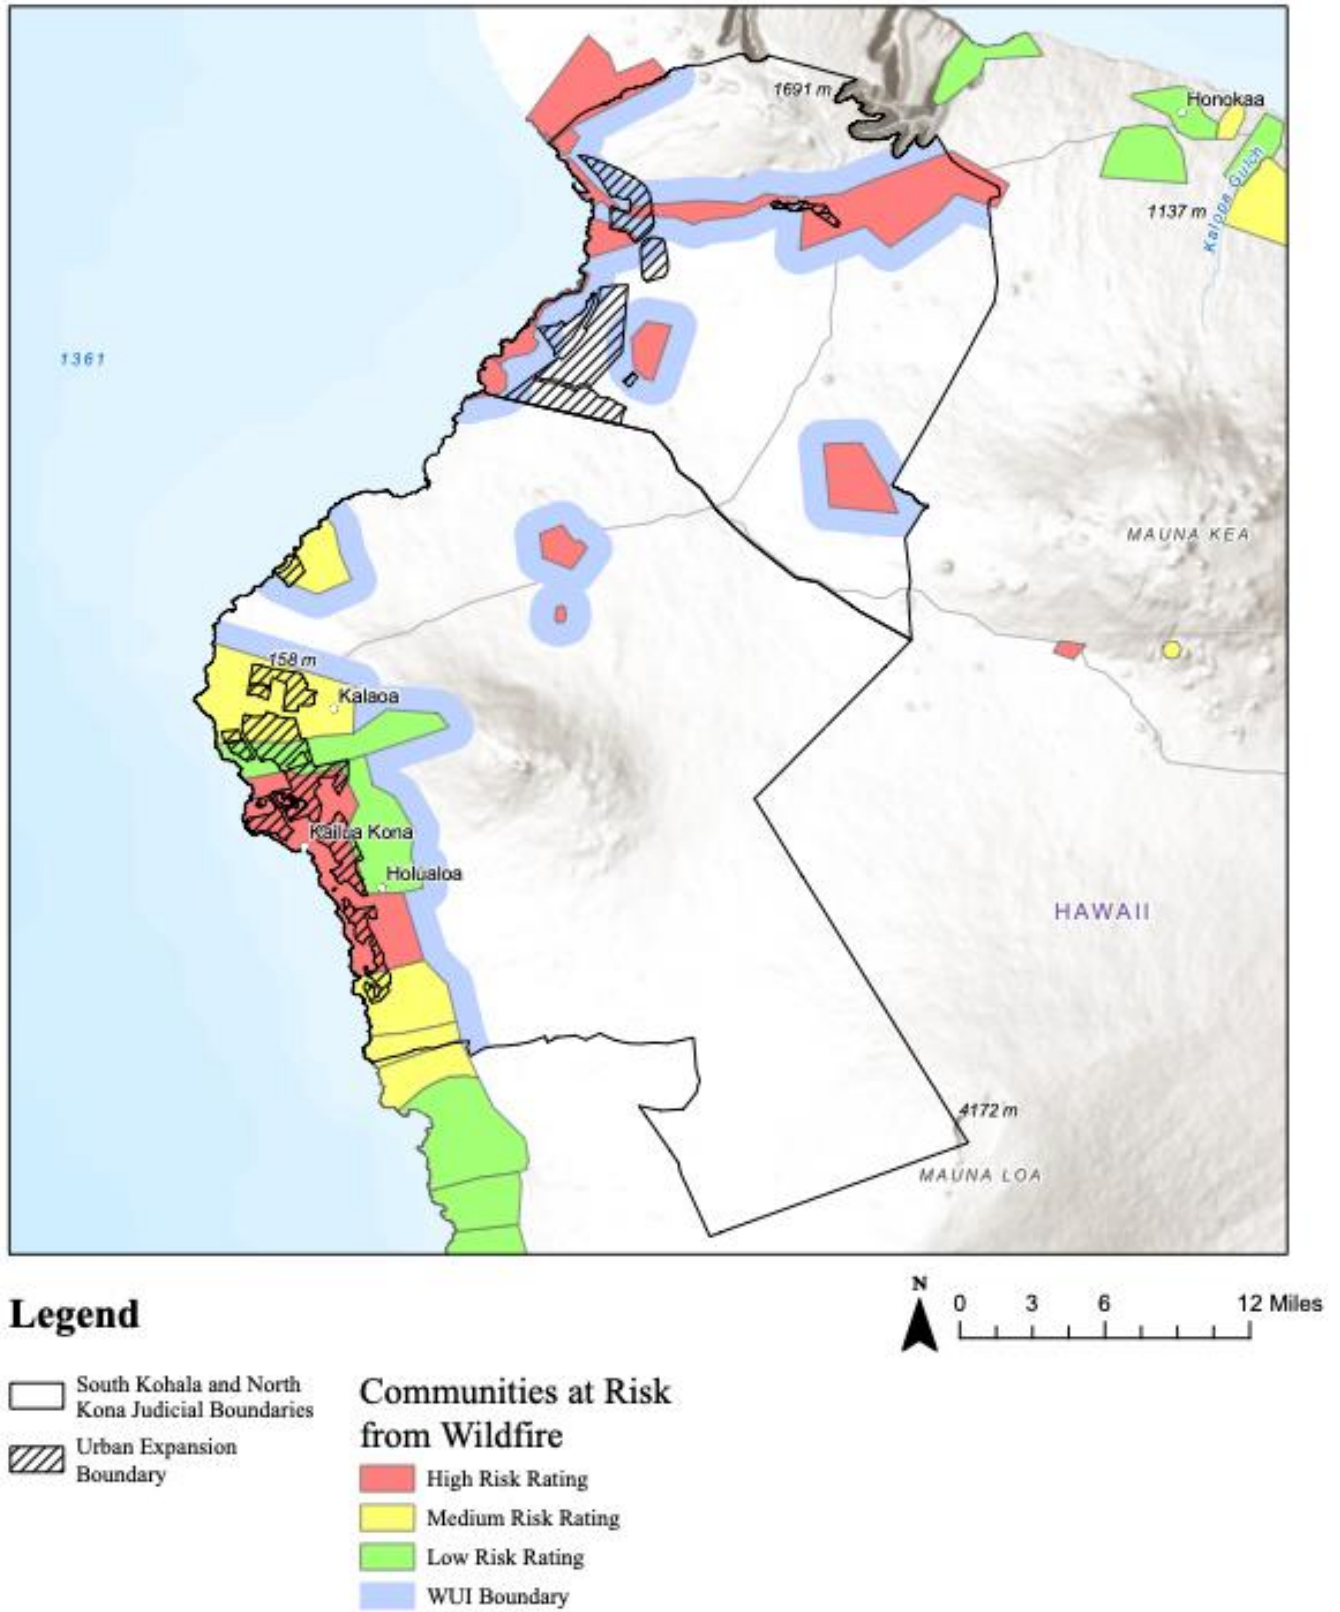 1691 m
Honokaa
Kalopa Gulch
1137 m
1361
MAUNA KEA
158 m
Kalaoa
Kailua Kona
Holualoa
HAWAII
4172 m
MAUNA LOA
N
0 3 6 12 Miles
Legend
South Kohala and North
Kona Judicial Boundaries
Urban Expansion
Boundary
Communities at Risk
from Wildfire
High Risk Rating
Medium Risk Rating
Low Risk Rating
WUI Boundary